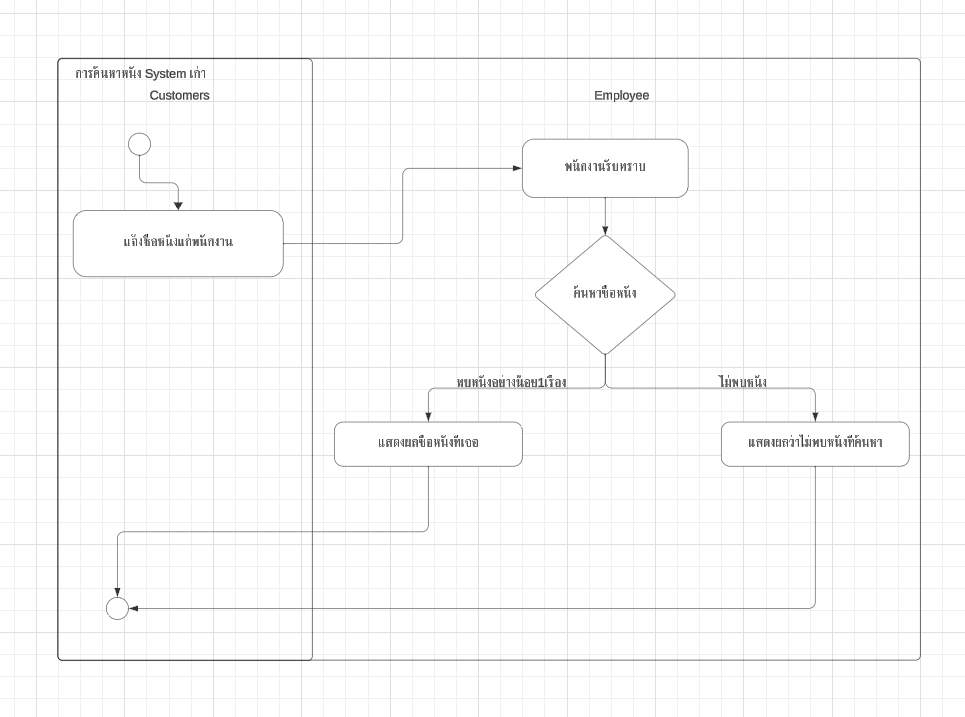 การค้นหาหนัง System เก่า
Customers
Employee
พนักงานรับทราบ
แจ้งชื่อหนังแก่พนักงาน
ค้นหาชื่อหนัง
พบหนังอย่างน้อย1เรื่อง
ไม่พบหนัง
แสดงผลชื่อหนังที่เจอ
แสดงผลว่าไม่พบหนังที่ค้นหา